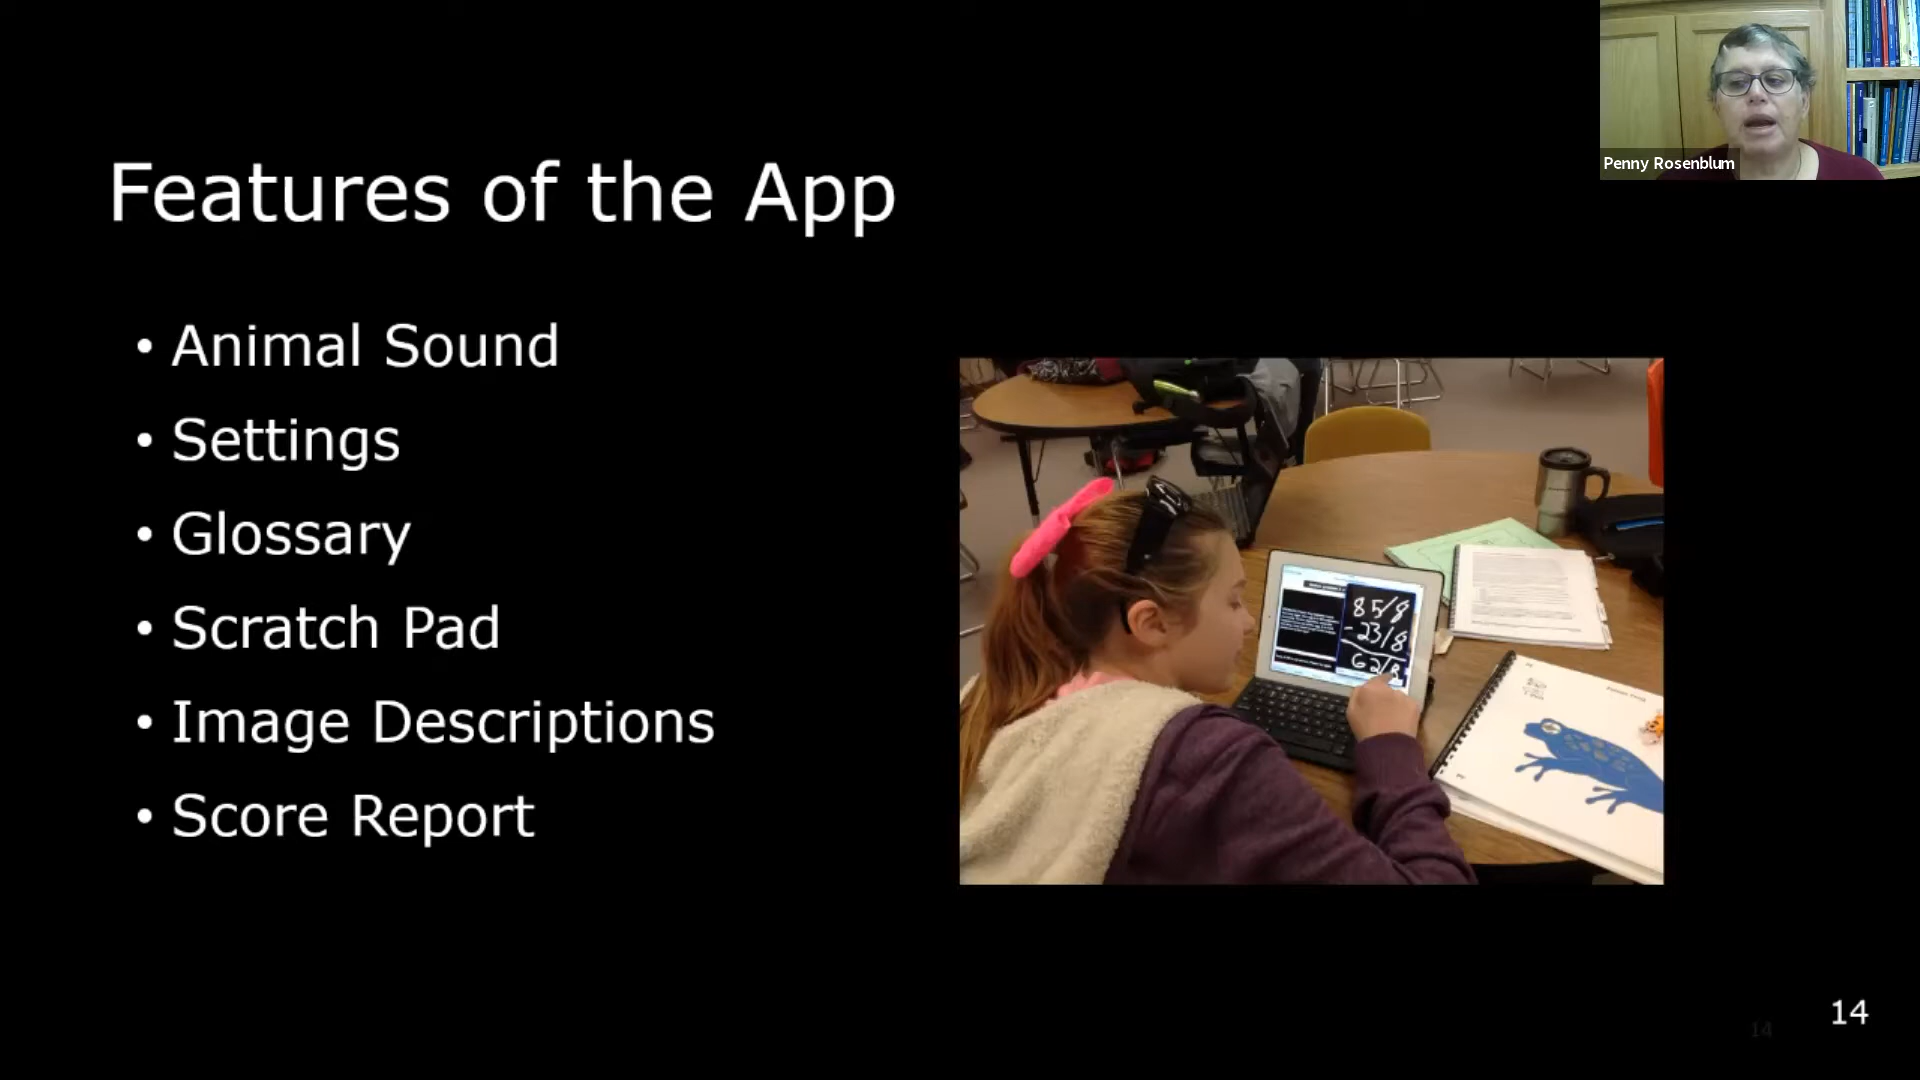 Penny Rosenblum
Features of the App
• Animal Sound
• Settings
• Glossary
• Scratch Pad
• Image Descriptions
• Score Report
85/8
- 23/8
62/8
14
14